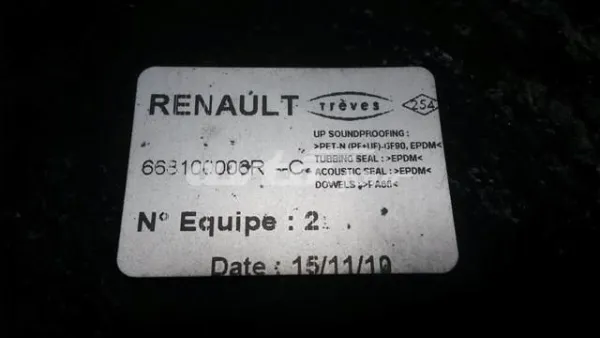 RENAULT Trèves 254
UP SOUNDPROOFING :
>PET-N (PF+UF)-GF90, EPDM<
TUBBING SEAL : >EPDM<
668100006R -C ACOUSTIC SEAL : >EPDM<
DOWELS : >PA66<
N° Equipe : 2
Date : 15/11/10